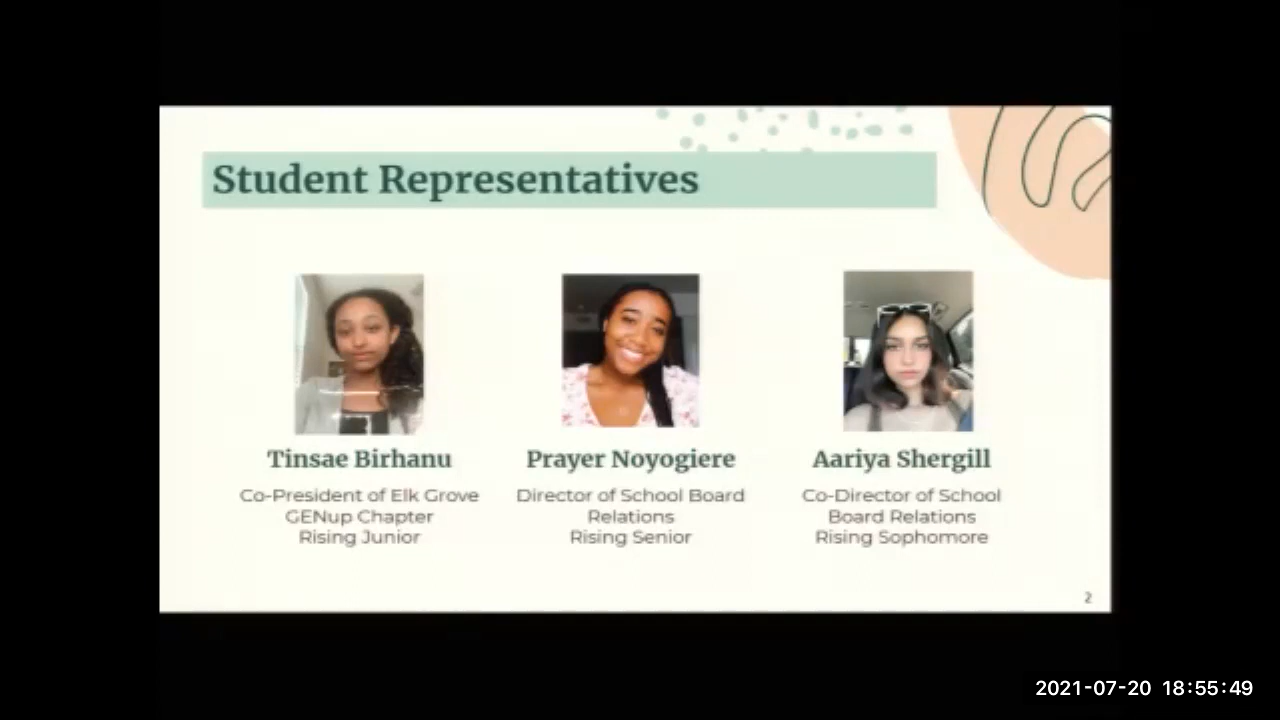 Student Representatives
Tinsae Birhanu
Co-President of Elk Grove
GENup Chapter
Rising Junior
Prayer Noyogiere
Director of School Board
Relations
Rising Senior
Aariya Shergill
Co-Director of School
Board Relations
Rising Sophomore
2
2021-07-20 18:55:49